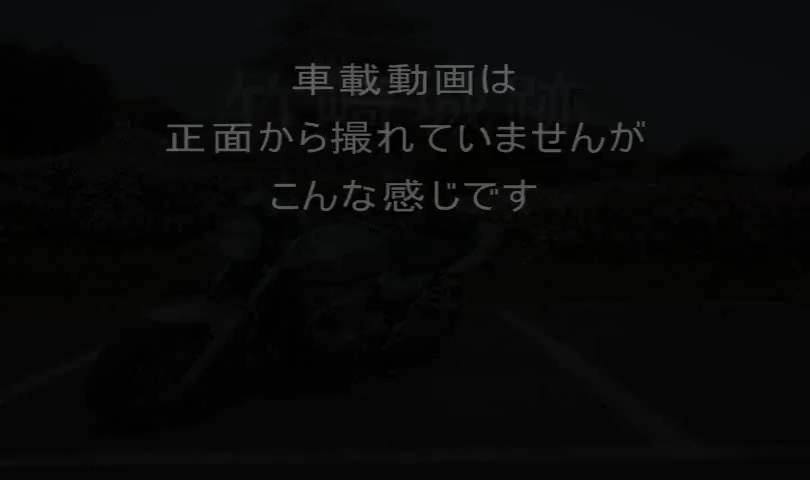 車載動画は
正面から撮れていませんが
こんな感じです